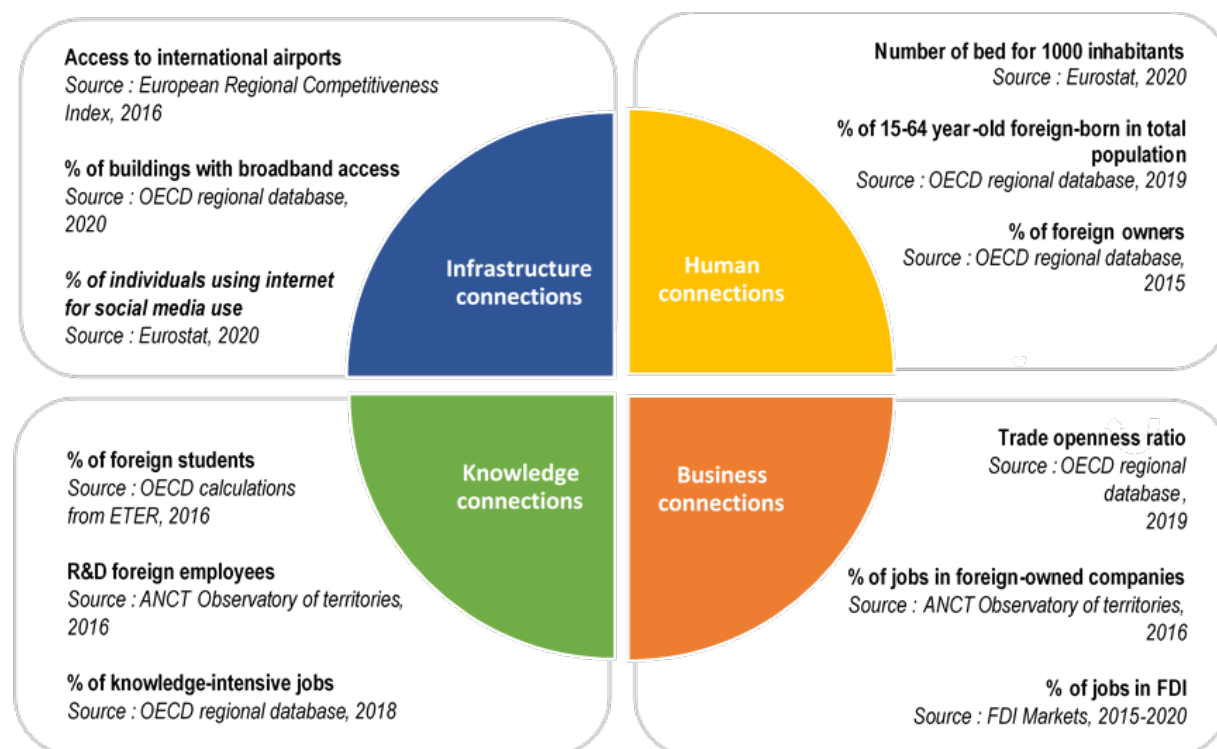 Access to international airports
Source : European Regional Competitiveness
Index, 2016
% of buildings with broadband access
Source : OECD regional database,
2020
% of individuals using internet
for social media use
Source : Eurostat, 2020
Infrastructure
connections
Number of bed for 1000 inhabitants
Source : Eurostat, 2020
% of 15-64 year-old foreign-born in total
population
Source : OECD regional database, 2019
% of foreign owners
Source : OECD regional database,
2015
Human
connections
% of foreign students
Source : OECD calculations
from ETER, 2016
R&D foreign employees
Source : ANCT Observatory of territories,
2016
% of knowledge-intensive jobs
Source : OECD regional database, 2018
Knowledge
connections
Business
connections
Trade openness ratio
Source : OECD regional
database,
2019
% of jobs in foreign-owned companies
Source : ANCT Observatory of territories,
2016
% of jobs in FDI
Source : FDI Markets, 2015-2020